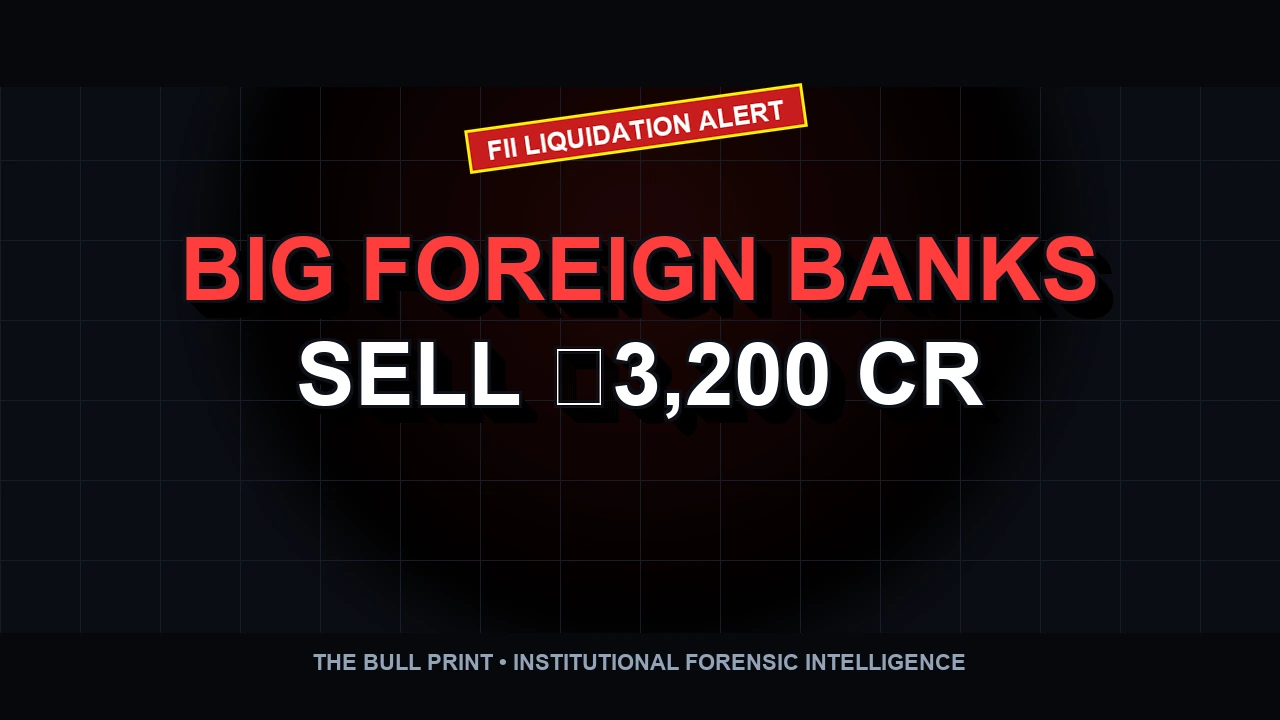 FII LIQUIDATION ALERT
BIG FOREIGN BANKS
SELL □3,200 CR
THE BULL PRINT • INSTITUTIONAL FORENSIC INTELLIGENCE